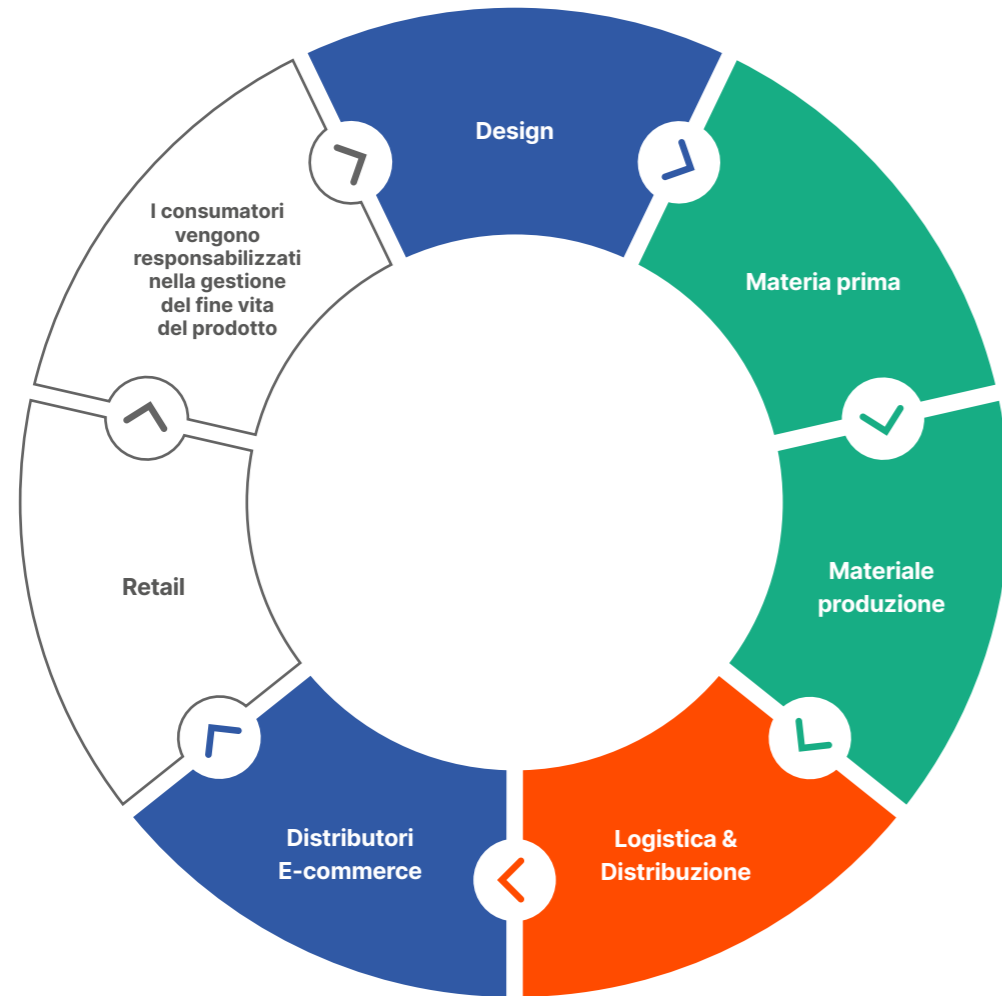 Design
Materia prima
Materiale
produzione
Logistica &
Distribuzione
Distributori
E-commerce
Retail
I consumatori
vengono
responsabilizzati
nella gestione
del fine vita
del prodotto